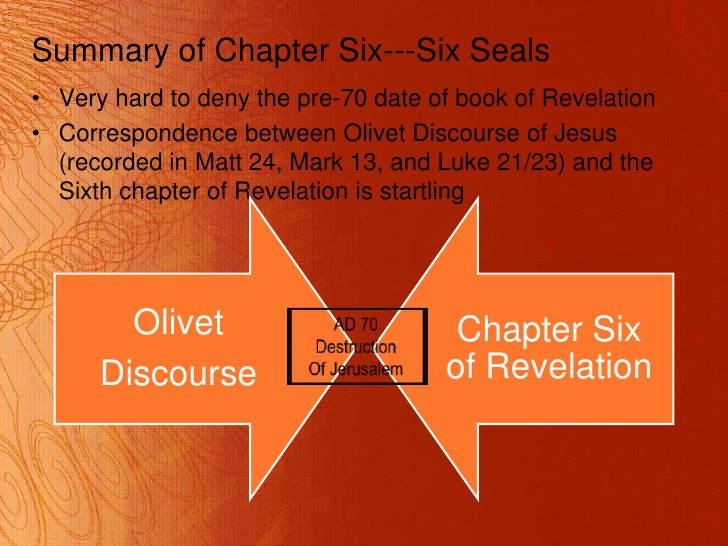 Summary of Chapter Six---Six Seals
• Very hard to deny the pre-70 date of book of Revelation
• Correspondence between Olivet Discourse of Jesus
(recorded in Matt 24, Mark 13, and Luke 21/23) and the
Sixth chapter of Revelation is startling
Olivet
Discourse
AD 70
Destruction
Of Jerusalem
Chapter Six
of Revelation